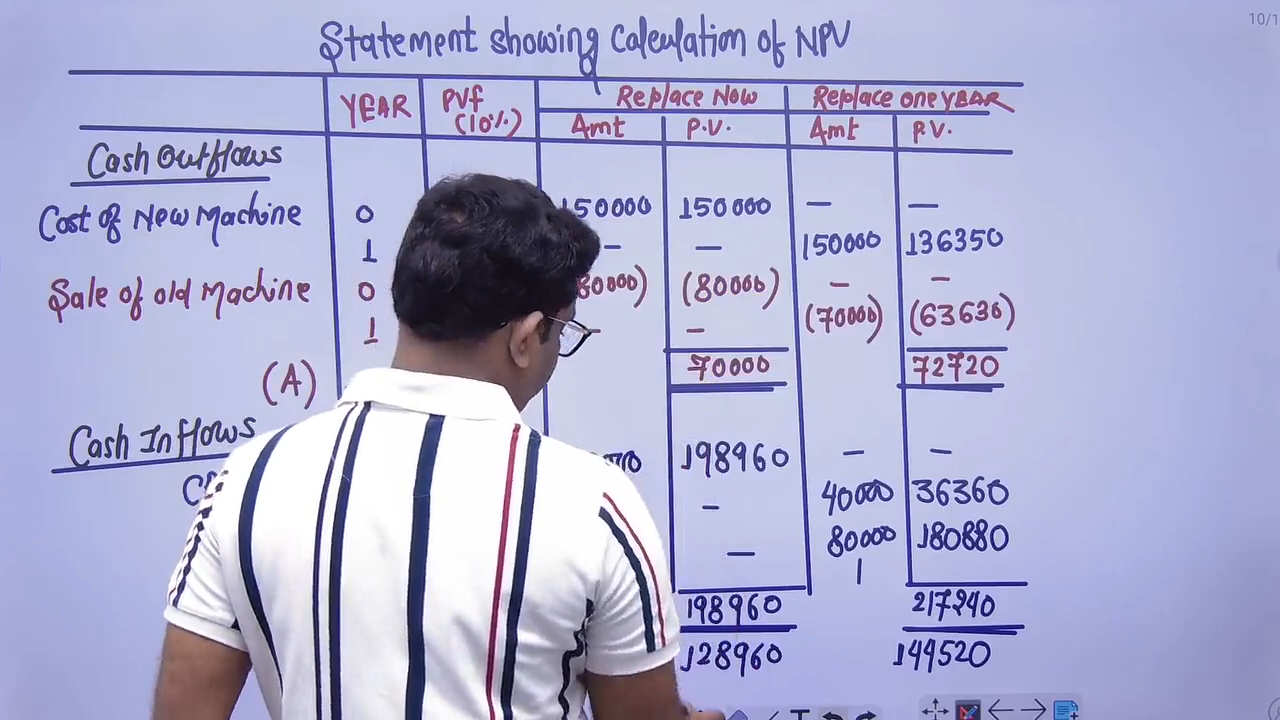 10/1
Statement showing Calculation of NPV
YEAR PVf (10%) Replace Now Replace one YEAR
Amt P.V. Amt P.V.
Cash Outflows
Cost of New Machine 0 150000 150000 — —
1 — — 150000 136350
Sale of old Machine 0 80000) (80000) — —
1 — (70000) (63630)
(A) 70000 72720
Cash Inflows
198960 — —
— 40000 36360
— 80000 180880
198960 217240
128960 144520